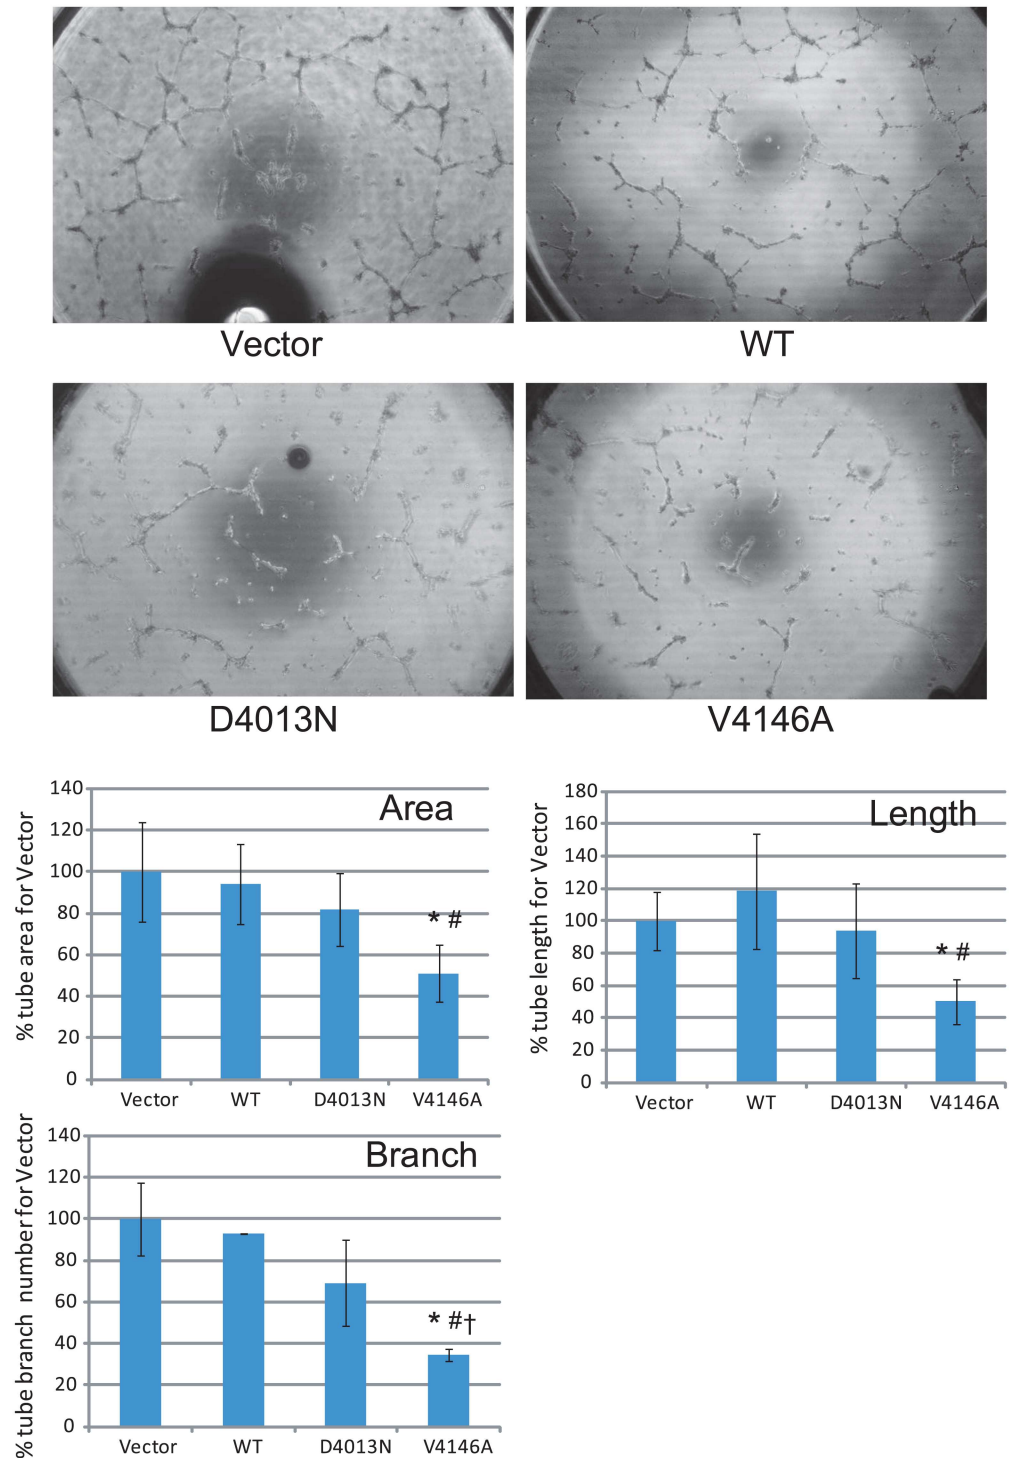 Vector
WT
D4013N
V4146A
Area
% tube area for Vector
140
120
100
80
60
40
20
0
* #
Vector WT D4013N V4146A
Length
% tube length for Vector
180
160
140
120
100
80
60
40
20
0
* #
Vector WT D4013N V4146A
Branch
% tube branch number for Vector
140
120
100
80
60
40
20
0
* #†
Vector WT D4013N V4146A